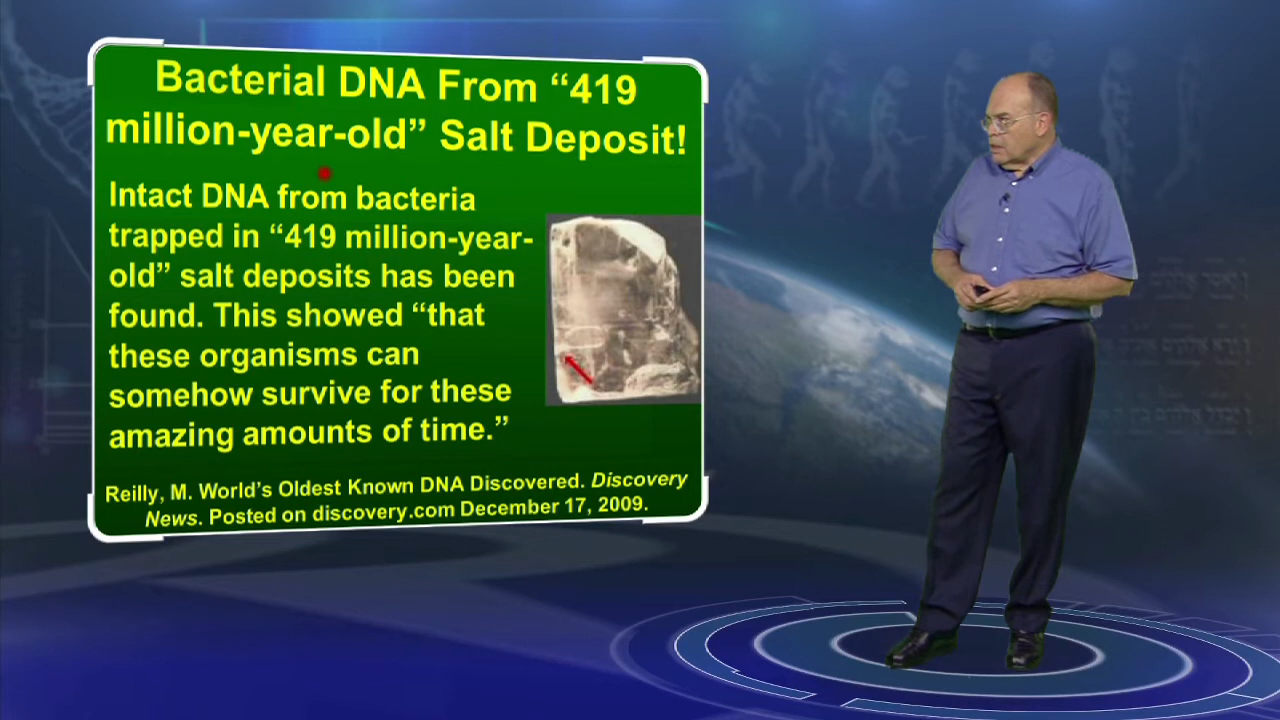 Bacterial DNA From “419
million-year-old” Salt Deposit!
Intact DNA from bacteria
trapped in “419 million-year-
old” salt deposits has been
found. This showed “that
these organisms can
somehow survive for these
amazing amounts of time.”
Reilly, M. World’s Oldest Known DNA Discovered. Discovery
News. Posted on discovery.com December 17, 2009.